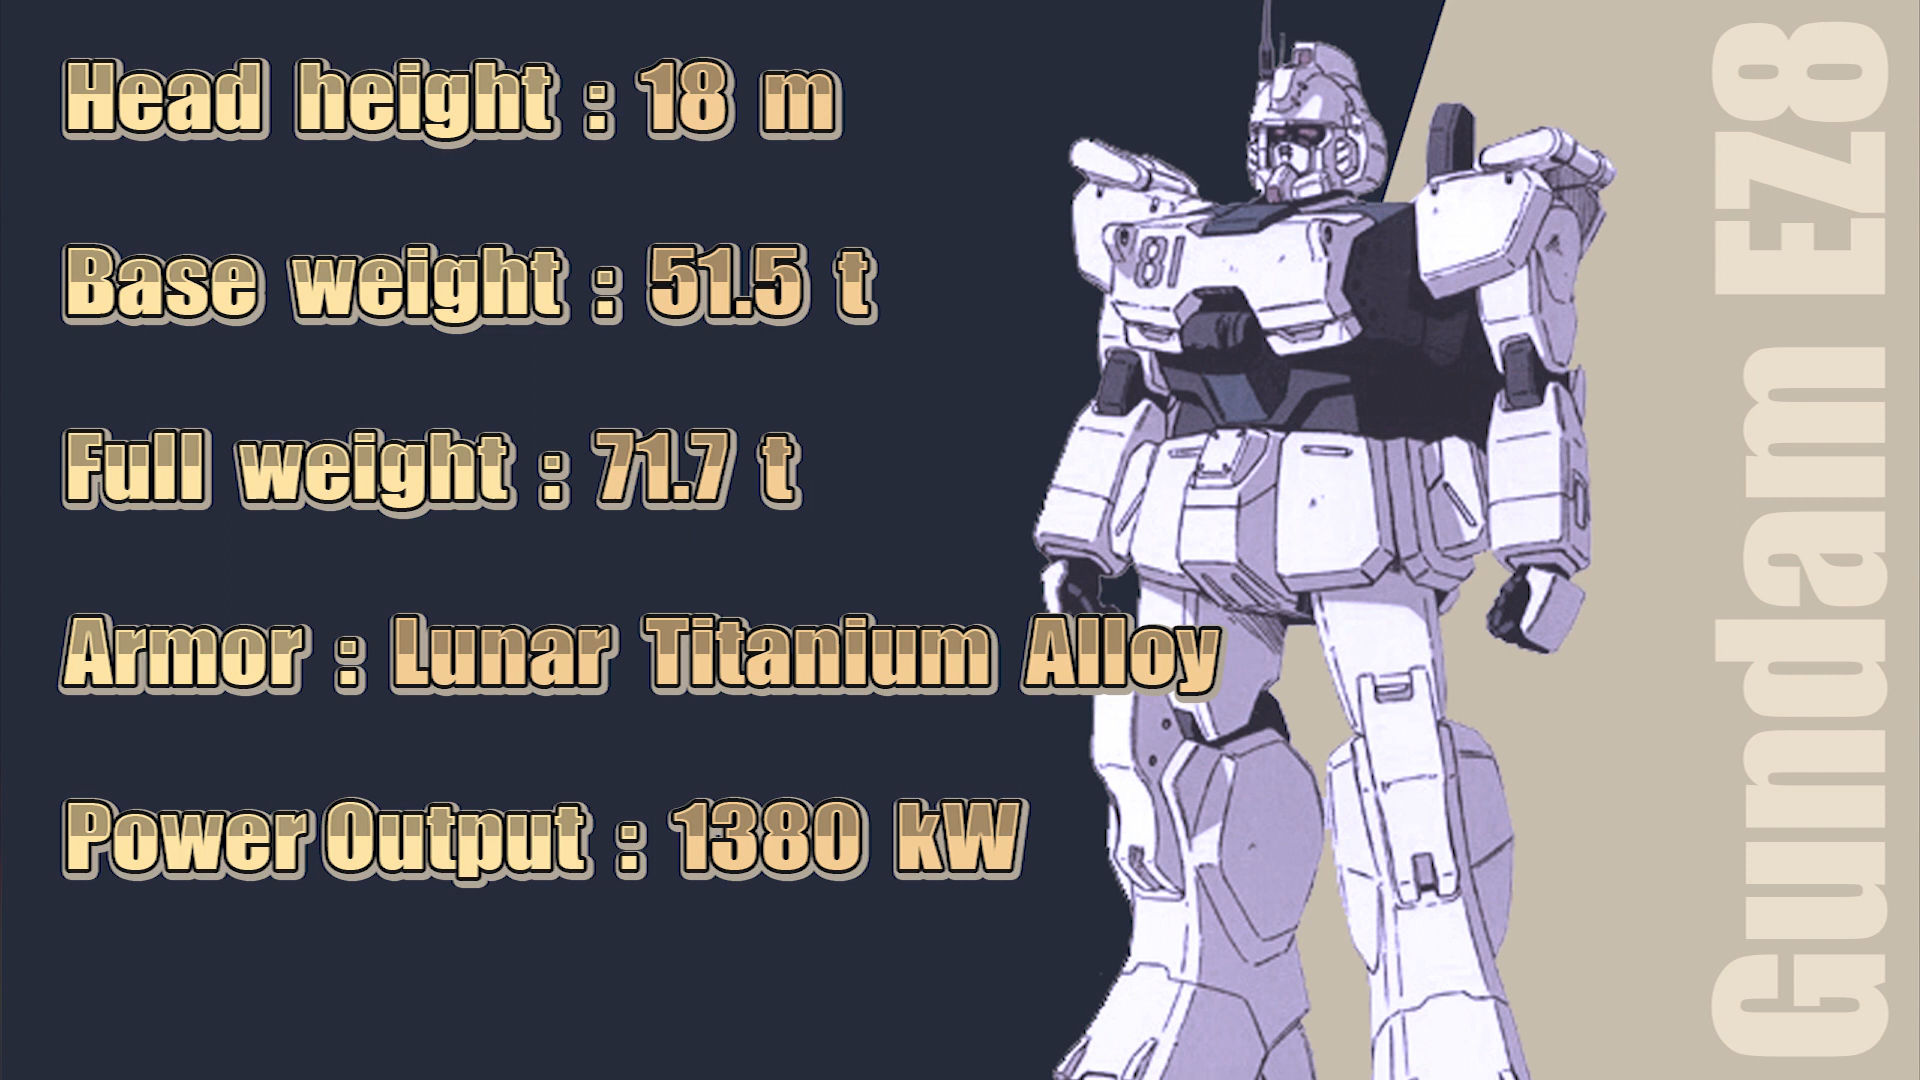 Head height : 18 m
Base weight : 51.5 t
Full weight : 71.7 t
Armor : Lunar Titanium Alloy
Power Output : 1380 kW
81
Gundam EZ8